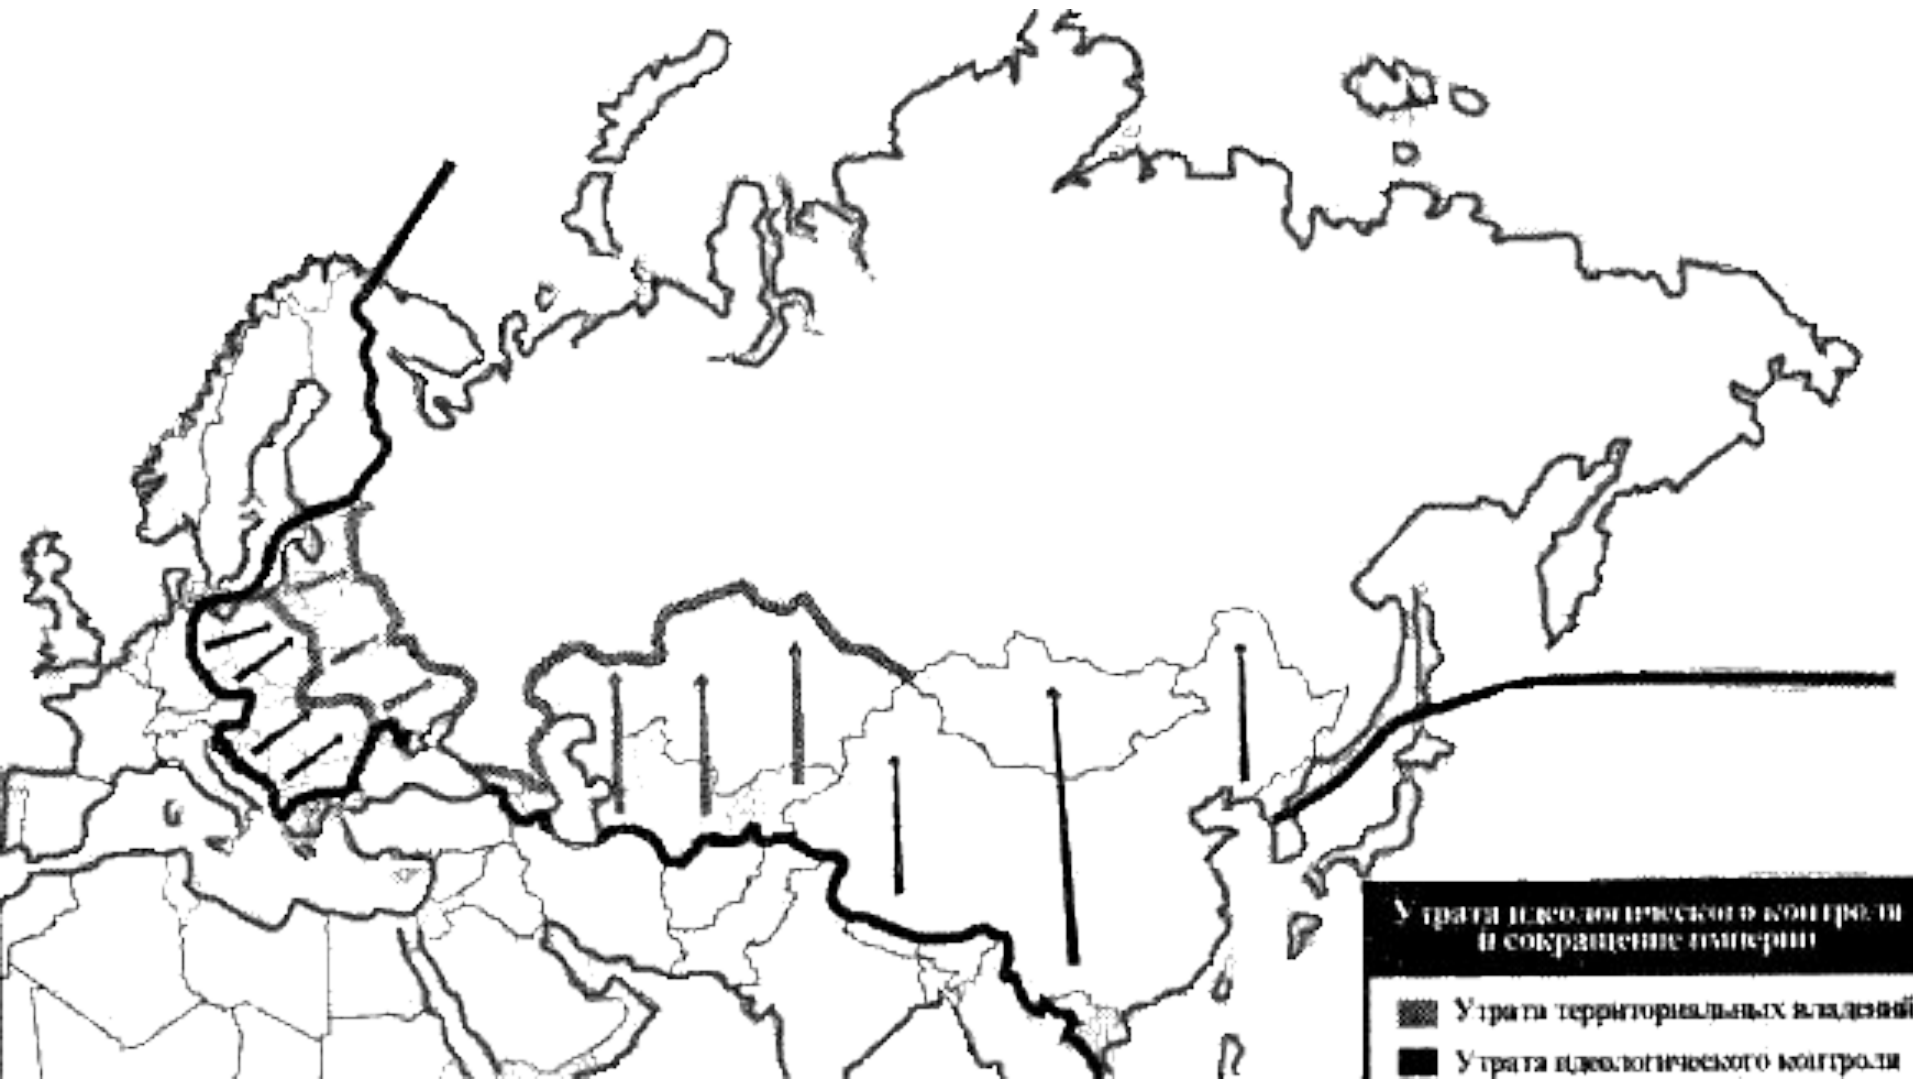 Утрата идеологического контроля
и сокращение империи
Утрата территориальных владений
Утрата идеологического контроля